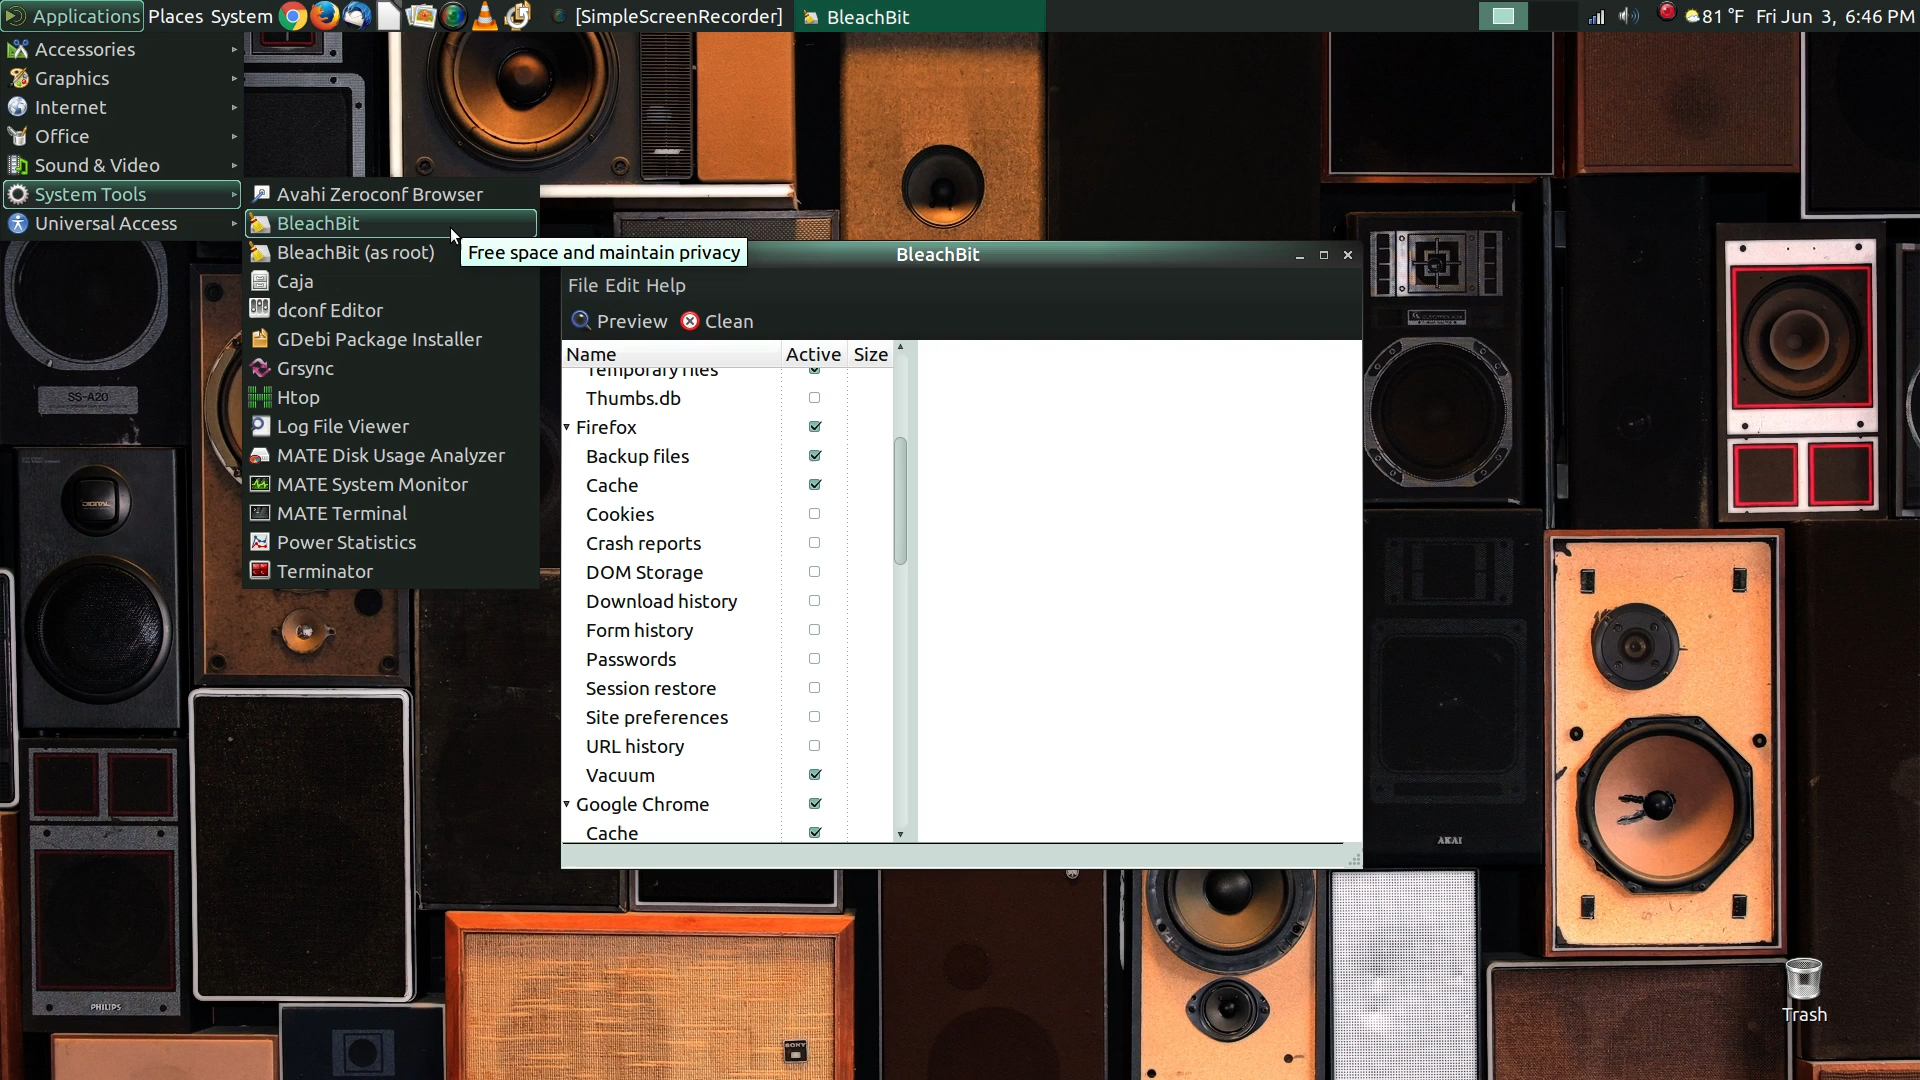 Applications Places System [SimpleScreenRecorder] BleachBit 81 °F Fri Jun 3, 6:46 PM
Accessories
Graphics
Internet
Office
Sound & Video
System Tools
Universal Access
Avahi Zeroconf Browser
BleachBit
BleachBit (as root)
Caja
dconf Editor
GDebi Package Installer
Grsync
Htop
Log File Viewer
MATE Disk Usage Analyzer
MATE System Monitor
MATE Terminal
Power Statistics
Terminator
Free space and maintain privacy
BleachBit
File Edit Help
Preview Clean
Name Active Size
Temporary files
Thumbs.db
Firefox
Backup files
Cache
Cookies
Crash reports
DOM Storage
Download history
Form history
Passwords
Session restore
Site preferences
URL history
Vacuum
Google Chrome
Cache
SS-A20
DIGITAL
PHILIPS
SONY
AKAI
Trash